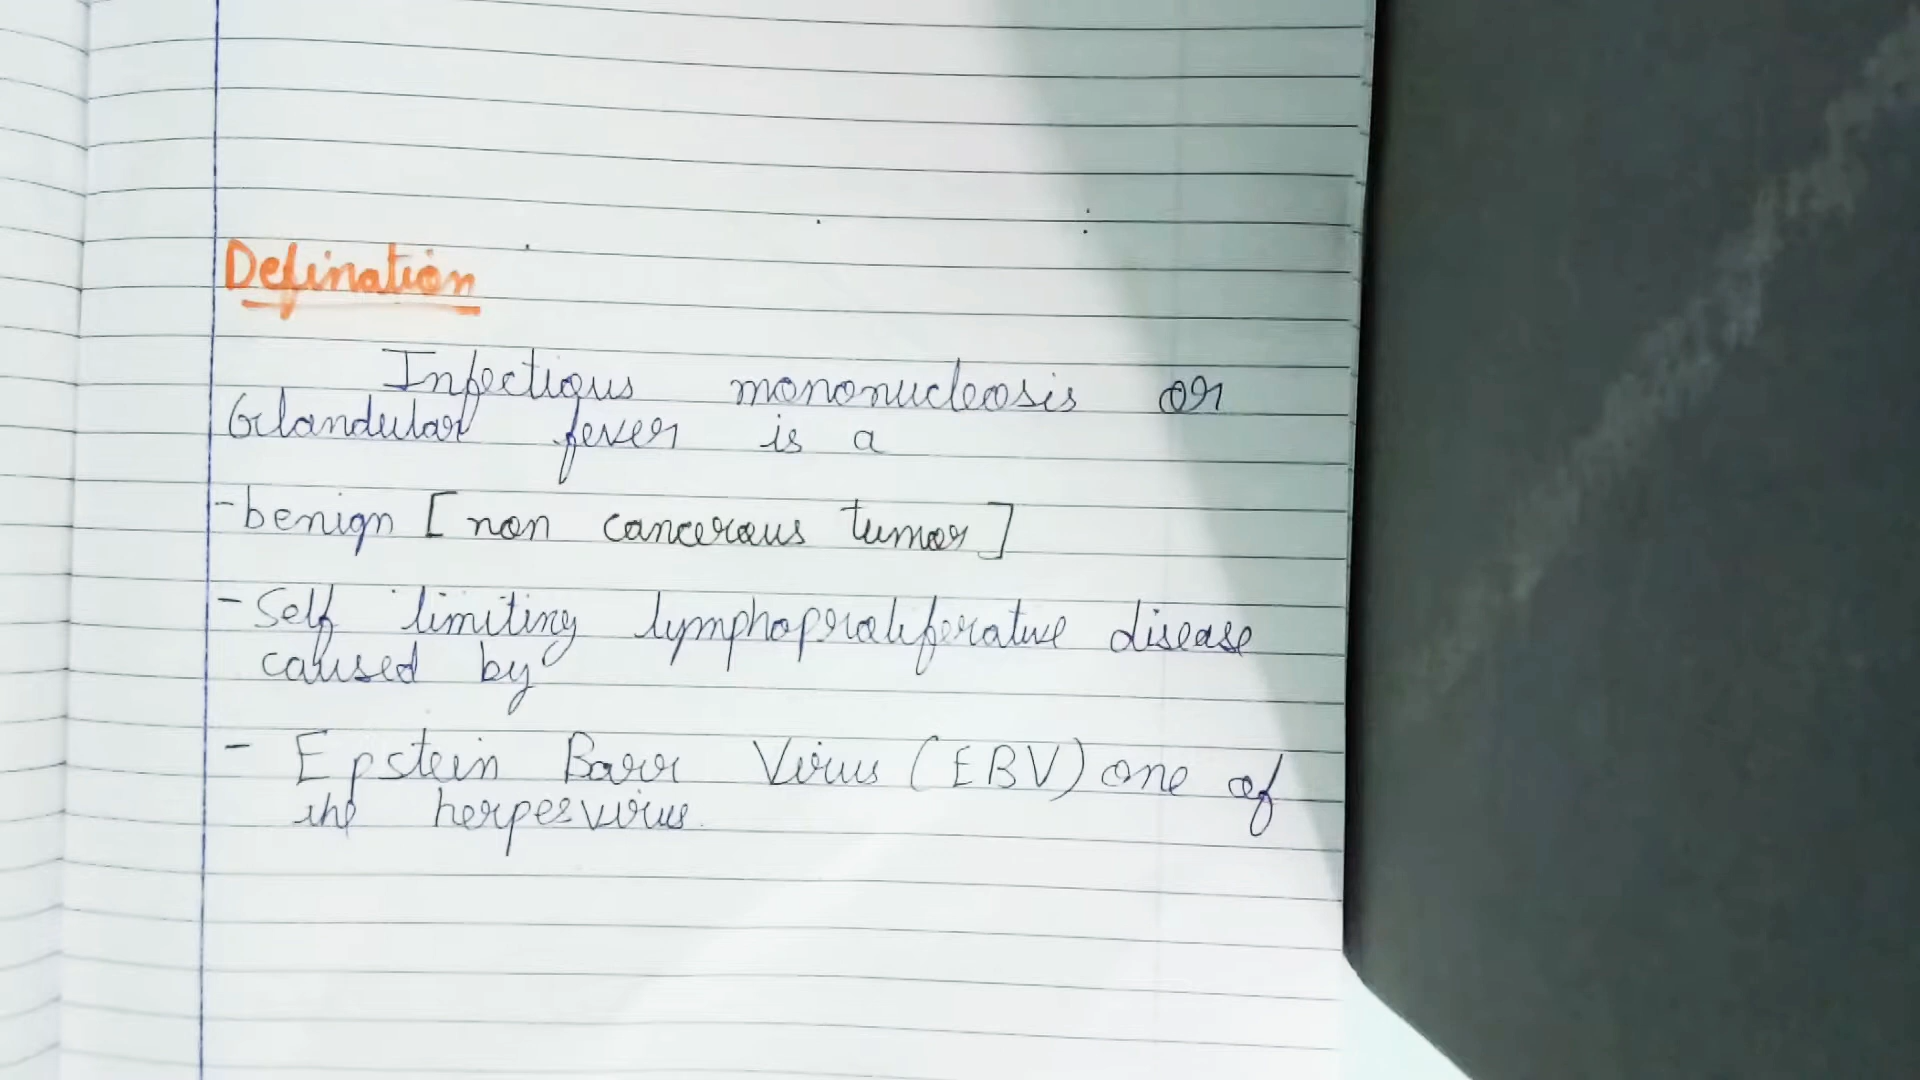 Defination
Infectious mononucleosis or
Glandular fever is a
- benign [non cancerous tumor]
- Self limiting lymphoproliferative disease
caused by
- Epstein Barr Virus (EBV) one of
the herpesvirus.